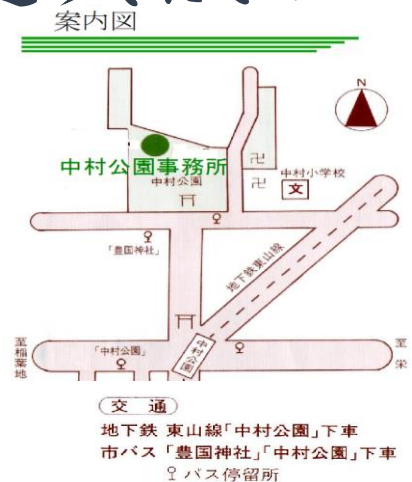 案内図
N
中村公園事務所
中村公園
卍
卍
中村小学校
文
「豊国神社」
地下鉄東山線
至稲葉地
「中村公園」
中村公園
至栄
交通
地下鉄 東山線「中村公園」下車
市バス「豊国神社」「中村公園」下車
バス停留所